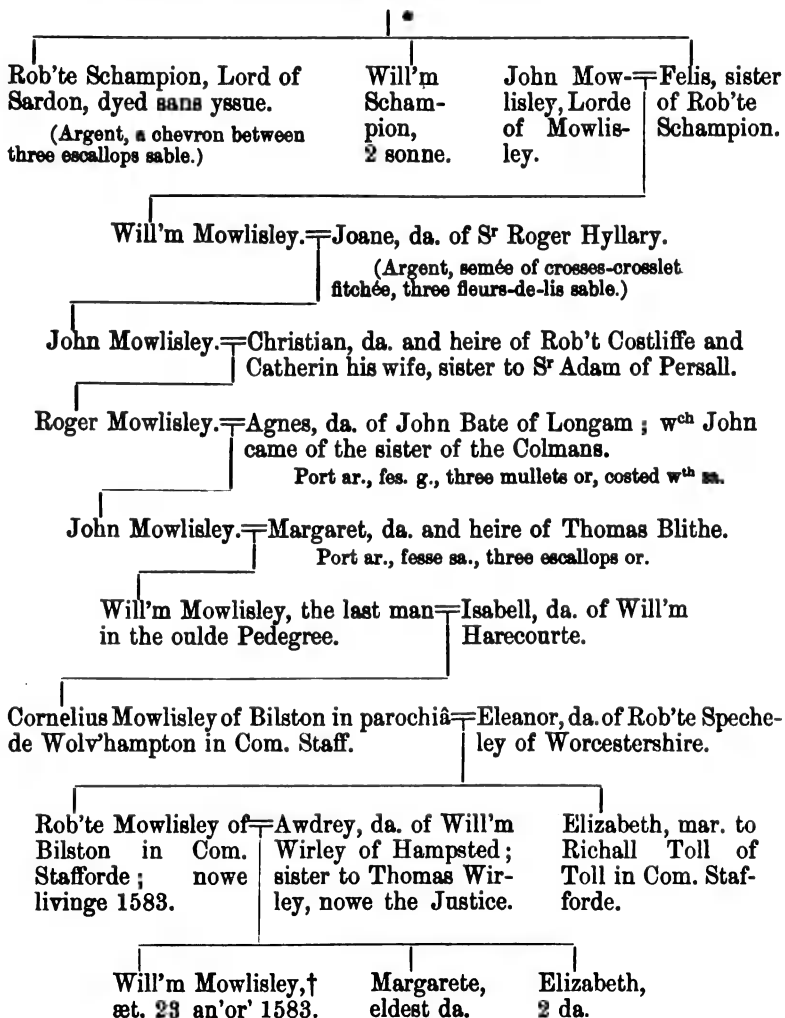 *
Rob'te Schampion, Lord of
Sardon, dyed sans yssue.
(Argent, a chevron between
three escallops sable.)
Will'm
Scham-
pion,
2 sonne.
John Mow-
lisley, Lorde
of Mowlis-
ley.
Felis, sister
of Rob'te
Schampion.
Will'm Mowlisley.
Joane, da. of Sʳ Roger Hyllary.
(Argent, semée of crosses-crosslet
fitchée, three fleurs-de-lis sable.)
John Mowlisley.
Christian, da. and heire of Rob't Costliffe and
Catherin his wife, sister to Sʳ Adam of Persall.
Roger Mowlisley.
Agnes, da. of John Bate of Longam ; wᶜʰ John
came of the sister of the Colmans.
Port ar., fes. g., three mullets or, costed wᵗʰ sa.
John Mowlisley.
Margaret, da. and heire of Thomas Blithe.
Port ar., fesse sa., three escallops or.
Will'm Mowlisley, the last man
in the oulde Pedegree.
Isabell, da. of Will'm
Harecourte.
Cornelius Mowlisley of Bilston in parochiâ
de Wolv'hampton in Com. Staff.
Eleanor, da. of Rob'te Speche-
ley of Worcestershire.
Rob'te Mowlisley of
Bilston in Com.
Stafforde ; nowe
livinge 1583.
Awdrey, da. of Will'm
Wirley of Hampsted ;
sister to Thomas Wir-
ley, nowe the Justice.
Elizabeth, mar. to
Richall Toll of
Toll in Com. Staf-
forde.
Will'm Mowlisley,†
æt. 23 an'or' 1583.
Margarete,
eldest da.
Elizabeth,
2 da.